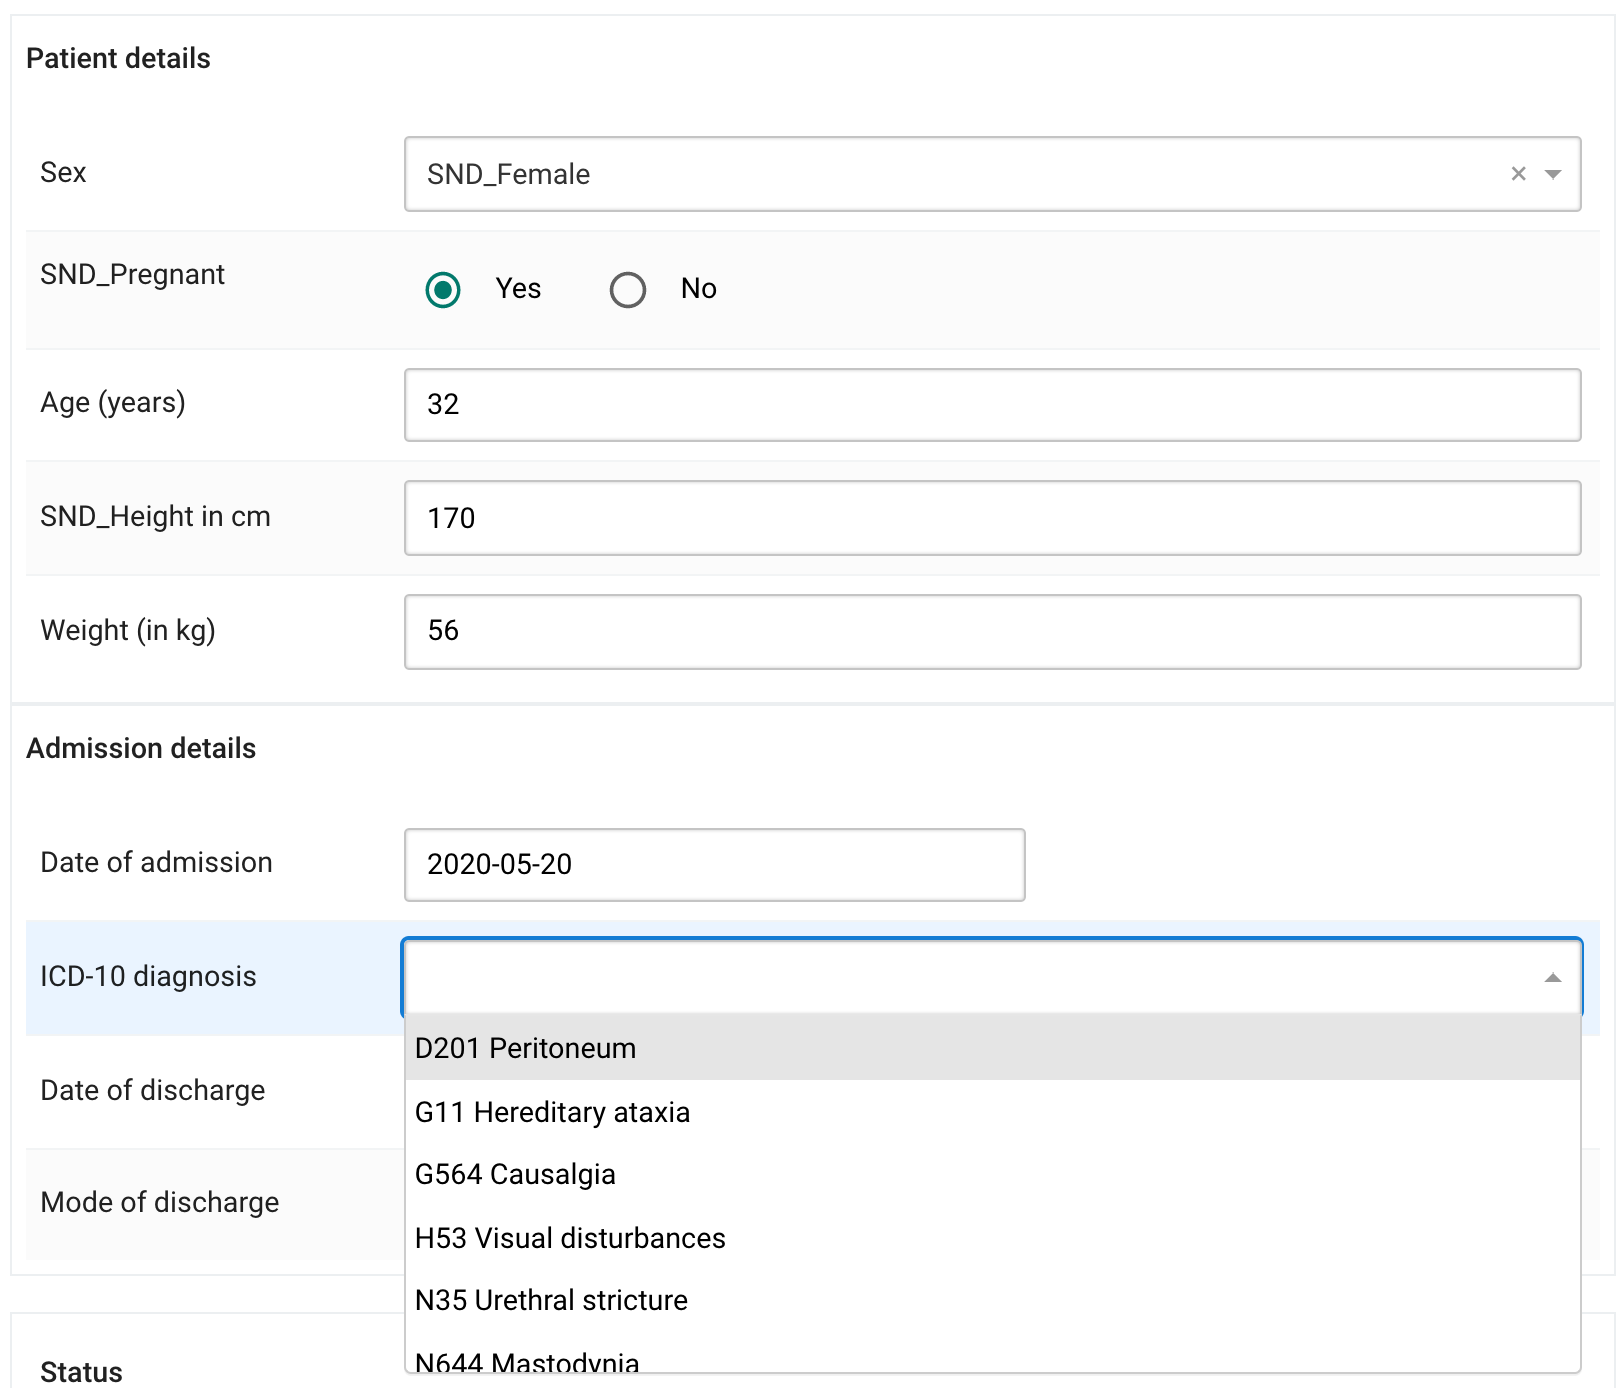 Patient details
Sex
SND_Female
SND_Pregnant
Yes
No
Age (years)
32
SND_Height in cm
170
Weight (in kg)
56
Admission details
Date of admission
2020-05-20
ICD-10 diagnosis
D201 Peritoneum
G11 Hereditary ataxia
Date of discharge
G564 Causalgia
Mode of discharge
H53 Visual disturbances
N35 Urethral stricture
N644 Mastodynia
Status